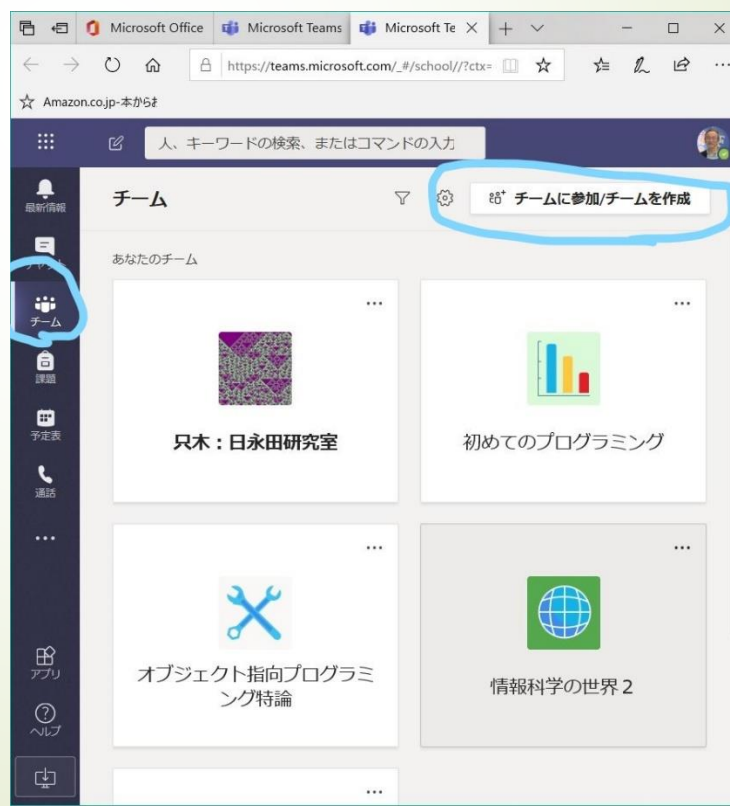 Microsoft Office
Microsoft Teams
Microsoft Te
https://teams.microsoft.com/_#/school//?ctx=
Amazon.co.jp-本から
人、キーワードの検索、またはコマンドの入力
最新情報
チーム
チームに参加/チームを作成
あなたのチーム
チーム
課題
予定表
通話
只木:日永田研究室
初めてのプログラミング
オブジェクト指向プログラミ
ング特論
情報科学の世界2
アプリ
ヘルプ